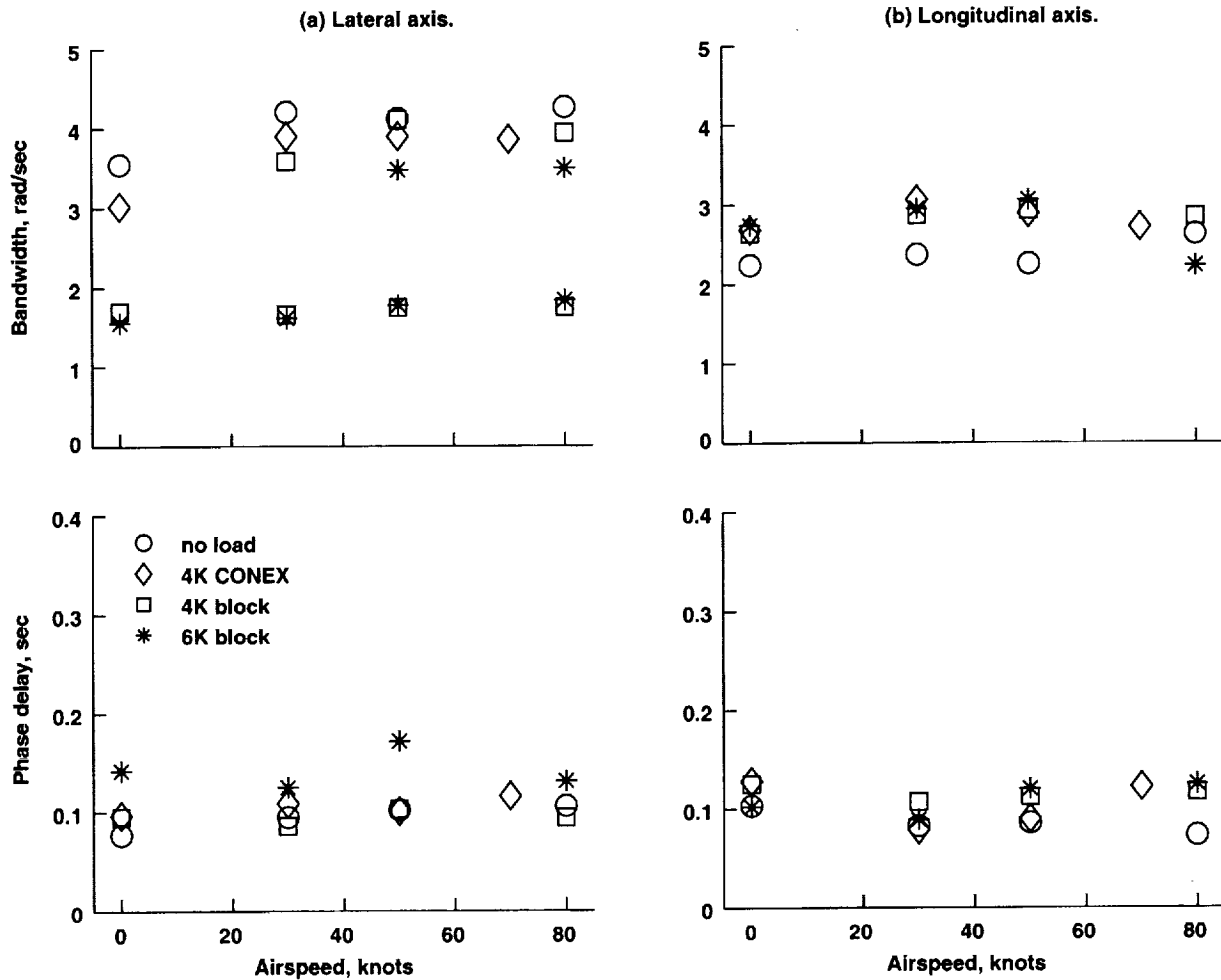 (a) Lateral axis.
(b) Longitudinal axis.
Bandwidth, rad/sec
5
4
3
2
1
0
5
4
3
2
1
0
Phase delay, sec
0.4
0.3
0.2
0.1
0
no load
4K CONEX
4K block
6K block
0.4
0.3
0.2
0.1
0
0 20 40 60 80
Airspeed, knots
0 20 40 60 80
Airspeed, knots